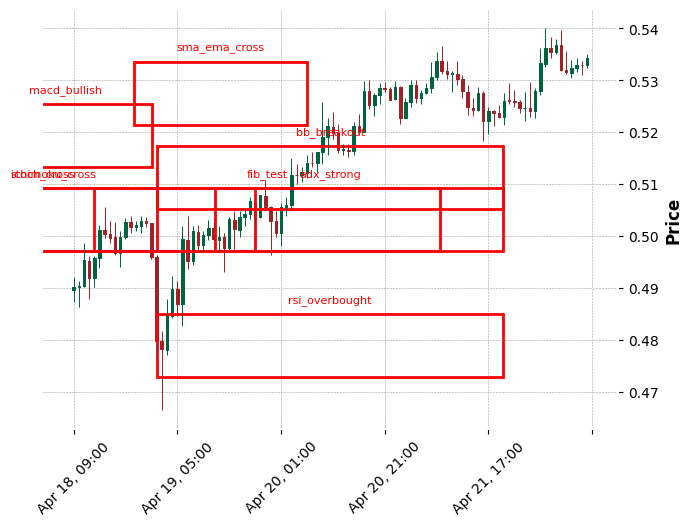 sma_ema_cross
0.54
macd_bullish
0.53
bb_breakout
0.52
fib_test
adx_strong
0.51
0.50
Price
0.49
rsi_overbought
0.48
0.47
Apr 18, 09:00
Apr 19, 05:00
Apr 20, 01:00
Apr 20, 21:00
Apr 21, 17:00